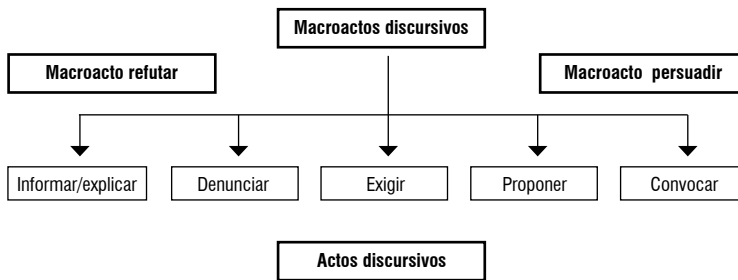 Macroactos discursivos
Macroacto refutar
Macroacto persuadir
Informar/explicar
Denunciar
Exigir
Proponer
Convocar
Actos discursivos